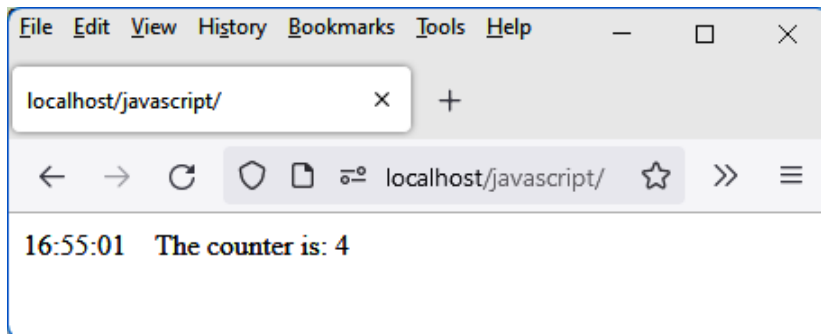 File Edit View History Bookmarks Tools Help
localhost/javascript/
localhost/javascript/
16:55:01 The counter is: 4